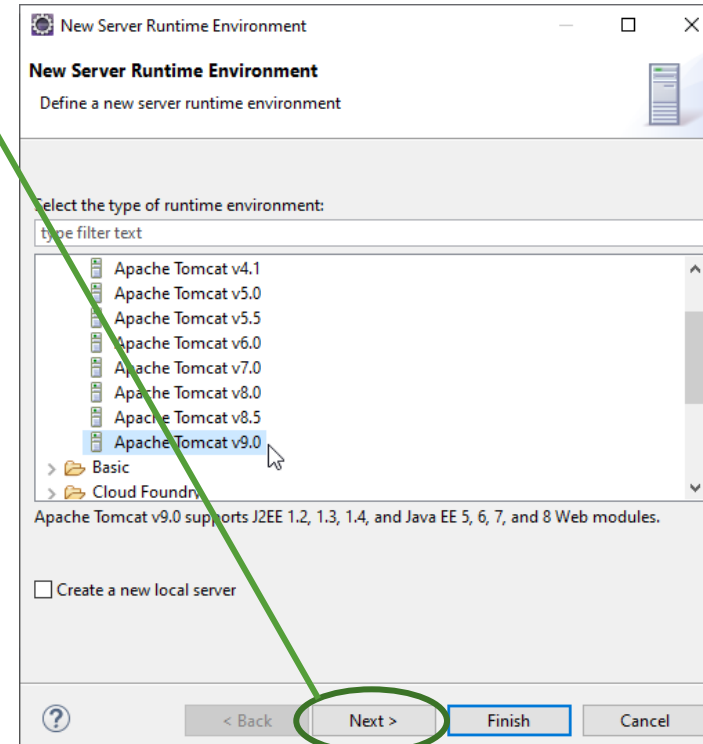 New Server Runtime Environment
New Server Runtime Environment
Define a new server runtime environment
Select the type of runtime environment:
type filter text
Apache Tomcat v4.1
Apache Tomcat v5.0
Apache Tomcat v5.5
Apache Tomcat v6.0
Apache Tomcat v7.0
Apache Tomcat v8.0
Apache Tomcat v8.5
Apache Tomcat v9.0
Basic
Cloud Foundry
Apache Tomcat v9.0 supports J2EE 1.2, 1.3, 1.4, and Java EE 5, 6, 7, and 8 Web modules.
Create a new local server
? < Back Next > Finish Cancel